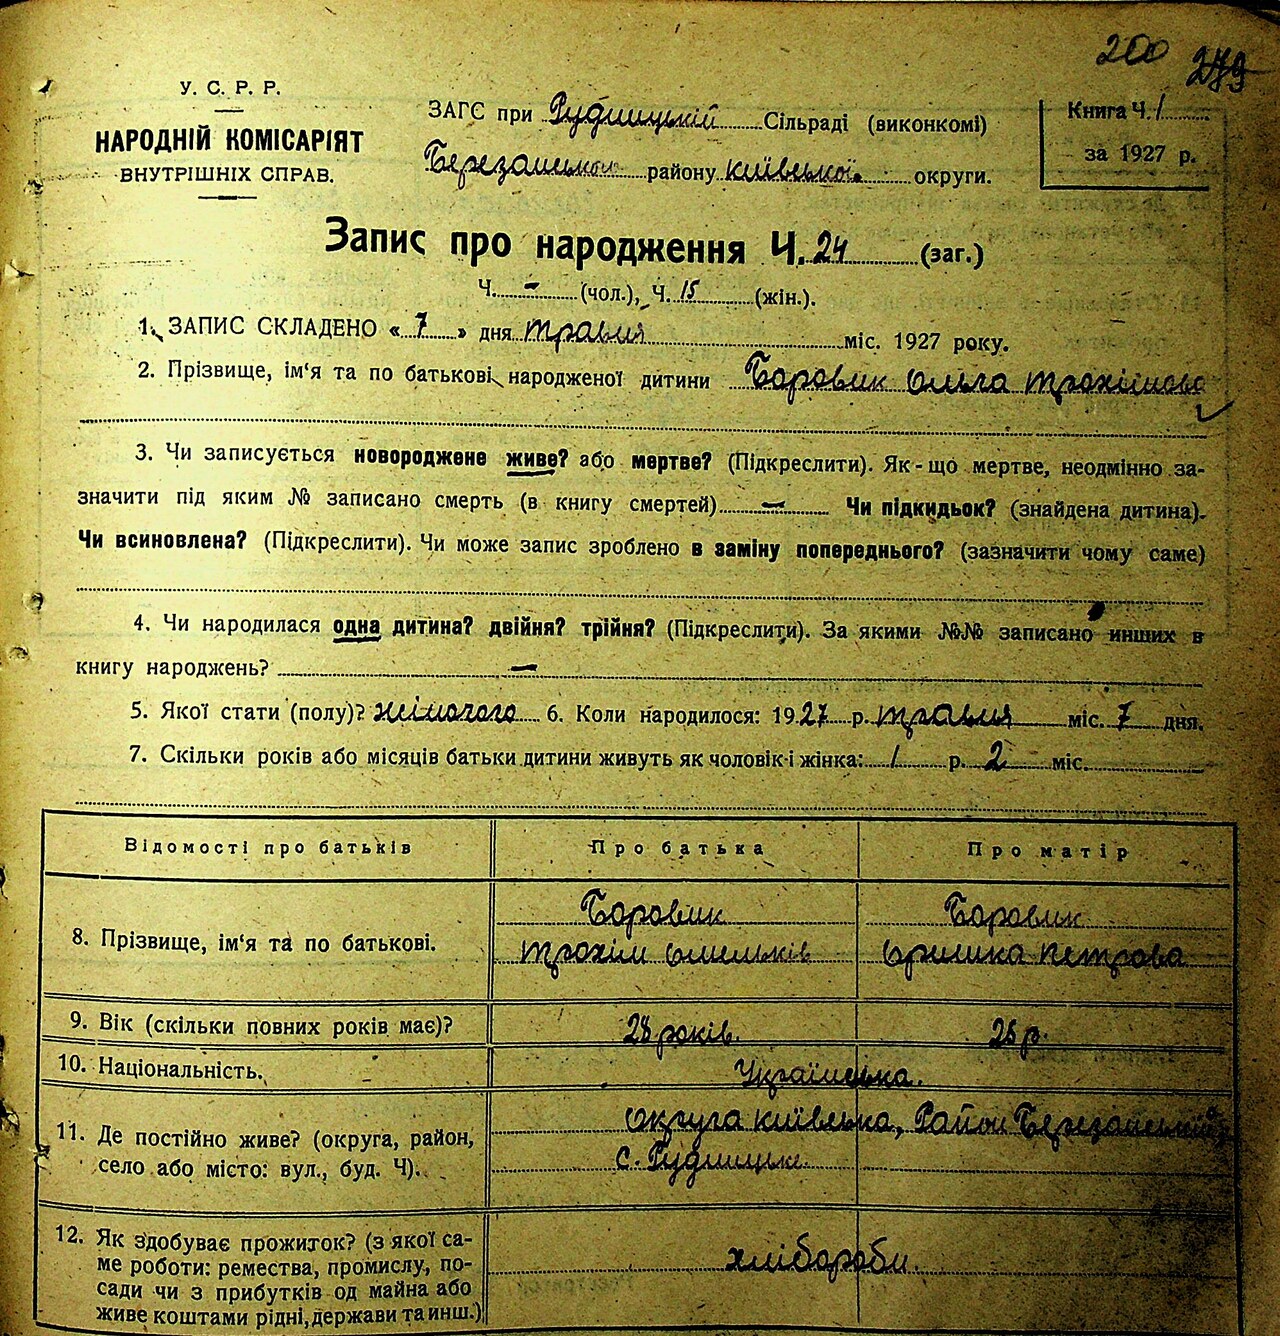 200
279
У. С. Р. Р.
НАРОДНІЙ КОМІСАРІЯТ
ВНУТРІШНІХ СПРАВ.
ЗАГС при Рудницкій Сільраді (виконкомі)
Березанського району київської округи.
Книга Ч. 1
за 1927 р.
Запис про народження Ч. 24 (заг.)
Ч. - (чол.), Ч. 15 (жін.).
1. ЗАПИС СКЛАДЕНО « 7 » дня травня міс. 1927 року.
2. Прізвище, ім'я та по батькові народженої дитини Боровик Ольга Трохимова
3. Чи записується новороджене живе? або мертве? (Підкреслити). Як-що мертве, неодмінно за-
значити під яким № записано смерть (в книгу смертей) — Чи підкидьок? (знайдена дитина).
Чи всиновлена? (Підкреслити). Чи може запис зроблено в заміну попереднього? (зазначити чому саме)
4. Чи народилася одна дитина? двійня? трійня? (Підкреслити). За якими №№ записано инших в
книгу народжень? —
5. Якої стати (полу)? жіночого 6. Коли народилося: 1927 р. травня міс. 7 дня.
7. Скільки років або місяців батьки дитини живуть як чоловік і жінка: 1 р. 2 міс.
Відомості про батьків Про батька Про матір
8. Прізвище, ім'я та по батькові. Боровик Боровик
Трохим Омельків Оришка Петрова
9. Вік (скільки повних років має)? 28 років. 26 р.
10. Національність. Українська.
11. Де постійно живе? (округа, район, округа київська, Район Березанський
село або місто: вул., буд. Ч). с. Рудницьке.
12. Як здобуває прожиток? (з якої са-
ме роботи: ремества, промислу, по- хлібороби.
сади чи з прибутків од майна або
живе коштами рідні, держави та инш.)